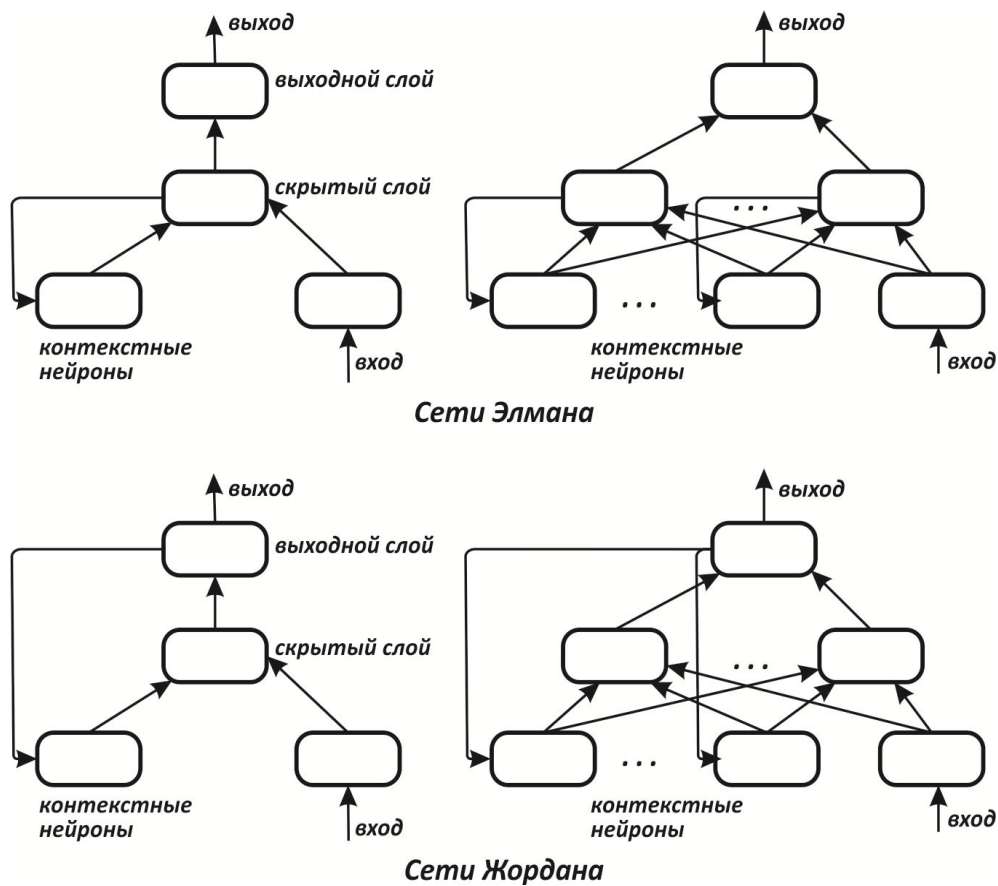 выход
выходной слой
скрытый слой
контекстные
нейроны
вход
выход
. . .
. . .
контекстные
нейроны
вход
Сети Элмана
выход
выходной слой
скрытый слой
контекстные
нейроны
вход
выход
. . .
. . .
контекстные
нейроны
вход
Сети Жордана